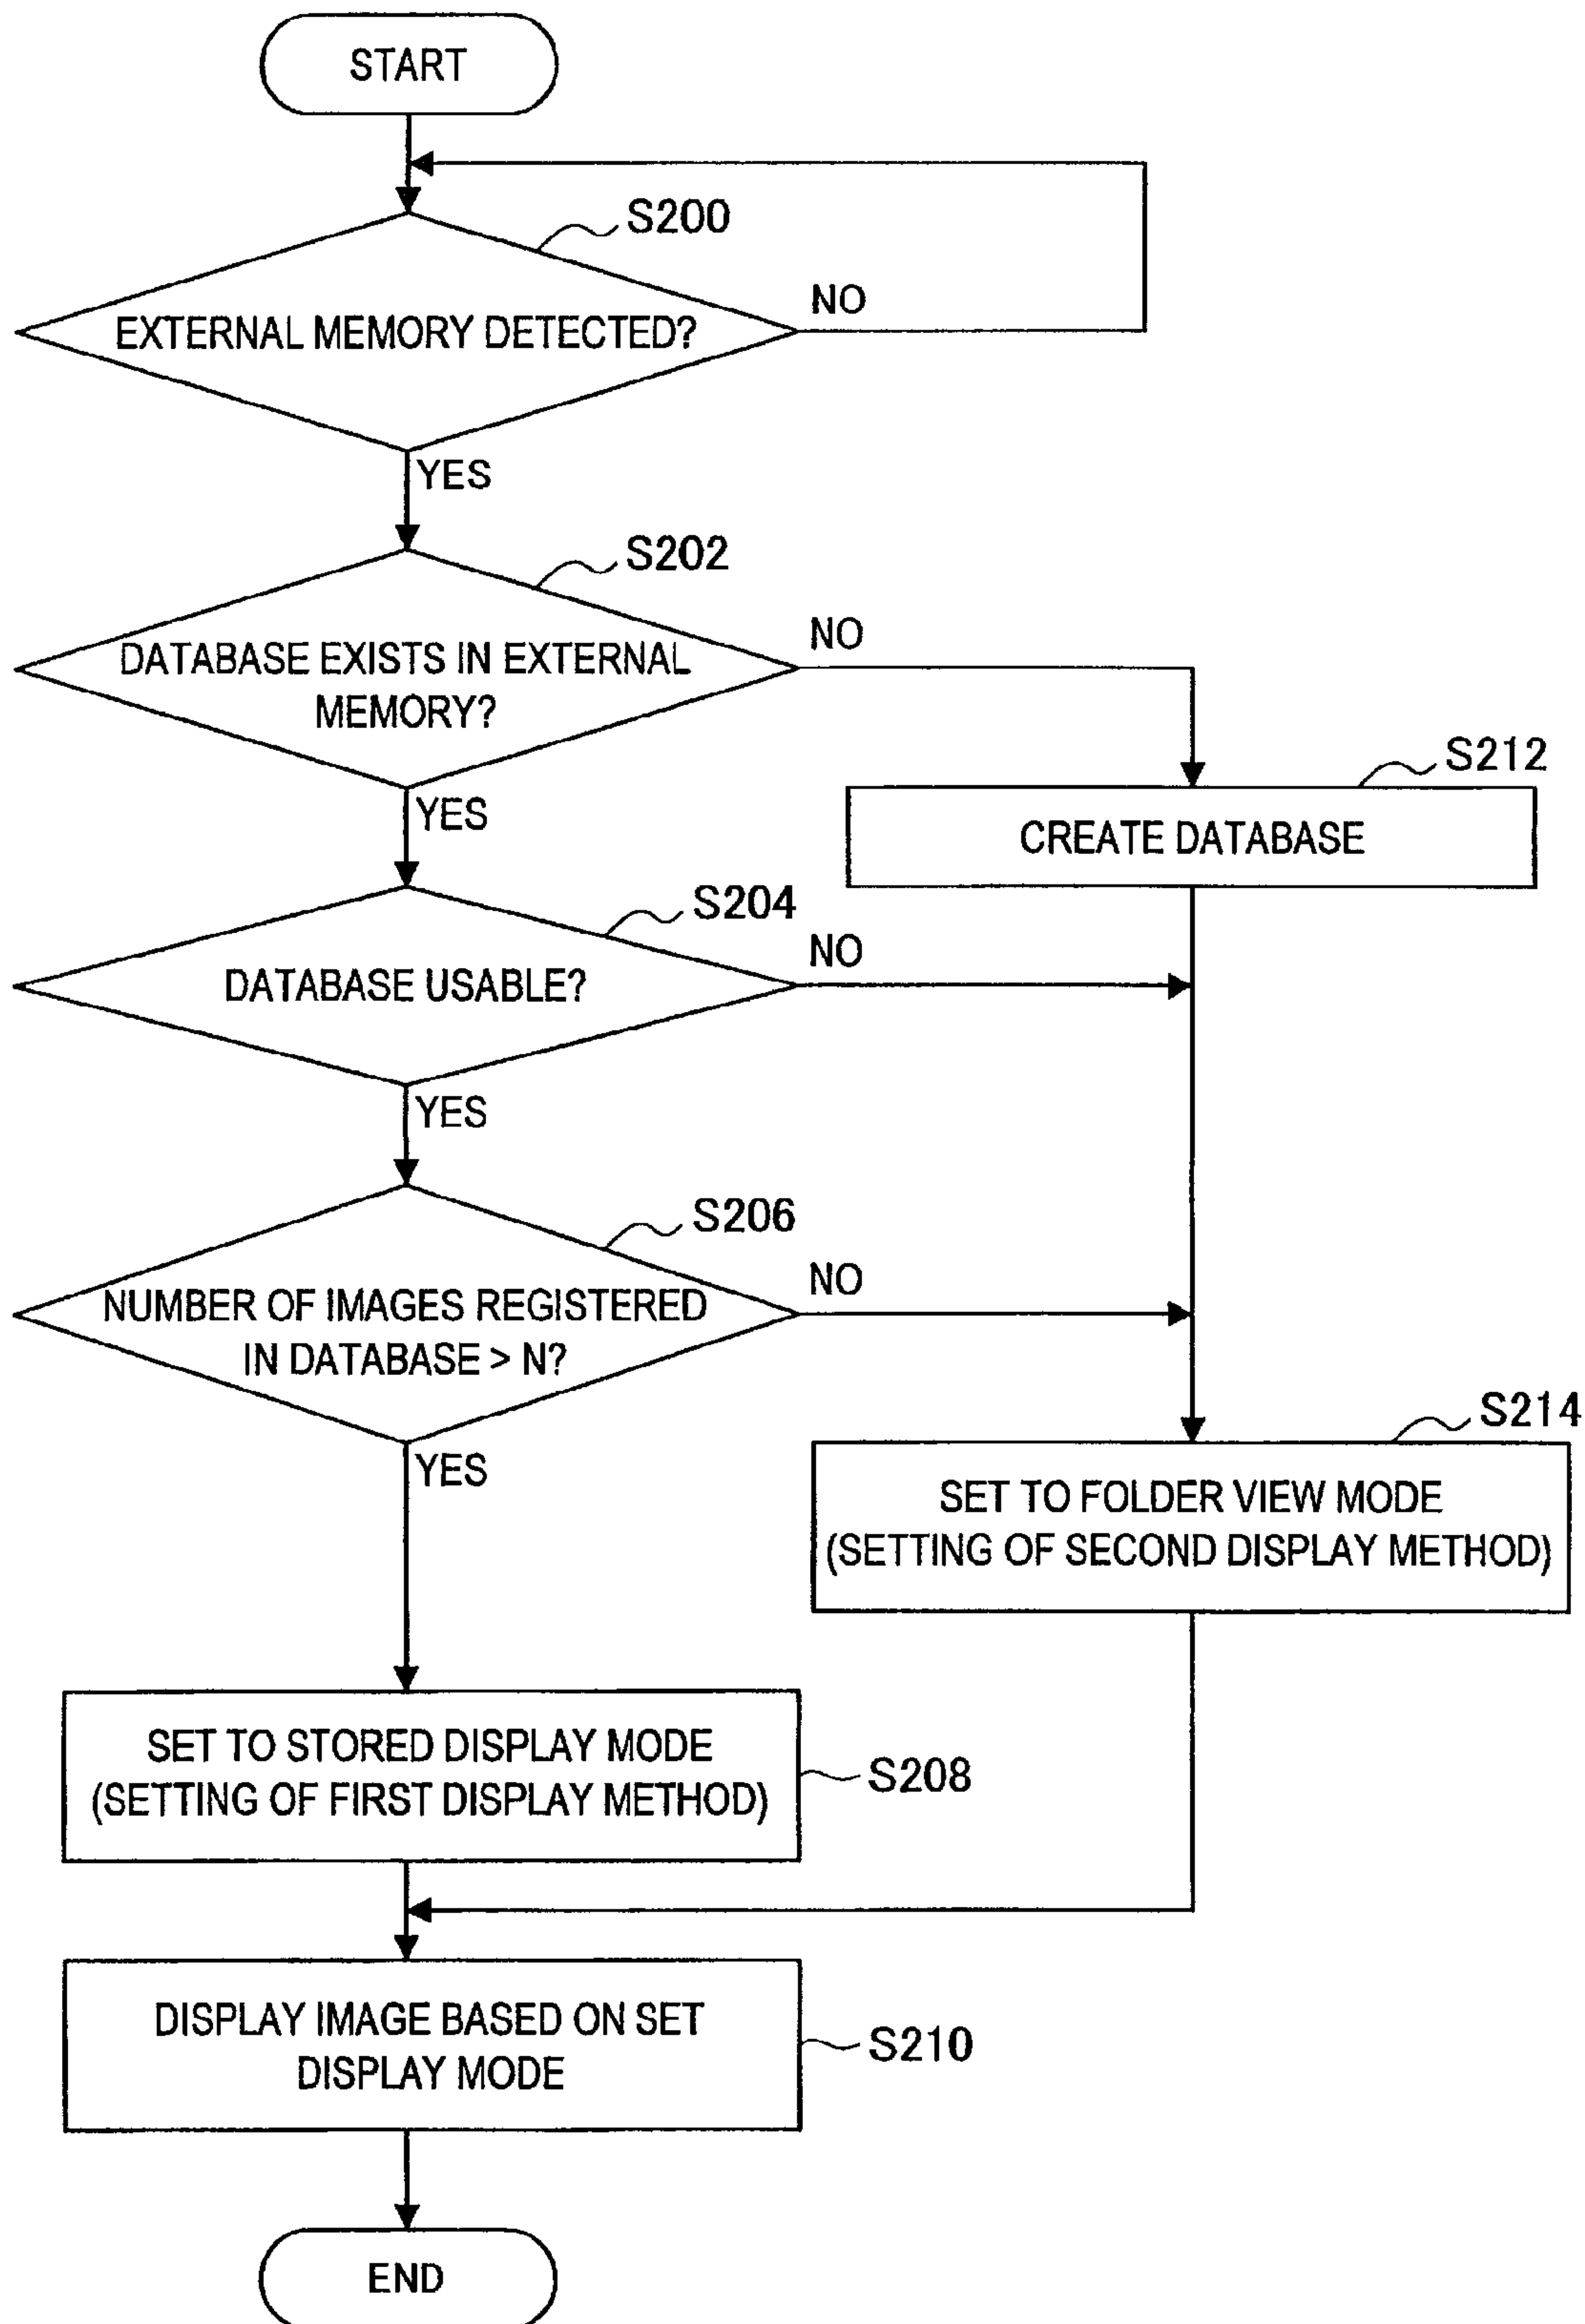 START
S200
NO
EXTERNAL MEMORY DETECTED?
YES
S202
NO
DATABASE EXISTS IN EXTERNAL
MEMORY?
S212
YES
CREATE DATABASE
S204
NO
DATABASE USABLE?
YES
S206
NO
NUMBER OF IMAGES REGISTERED
IN DATABASE > N?
S214
YES
SET TO FOLDER VIEW MODE
(SETTING OF SECOND DISPLAY METHOD)
SET TO STORED DISPLAY MODE
(SETTING OF FIRST DISPLAY METHOD)
S208
DISPLAY IMAGE BASED ON SET
DISPLAY MODE
S210
END